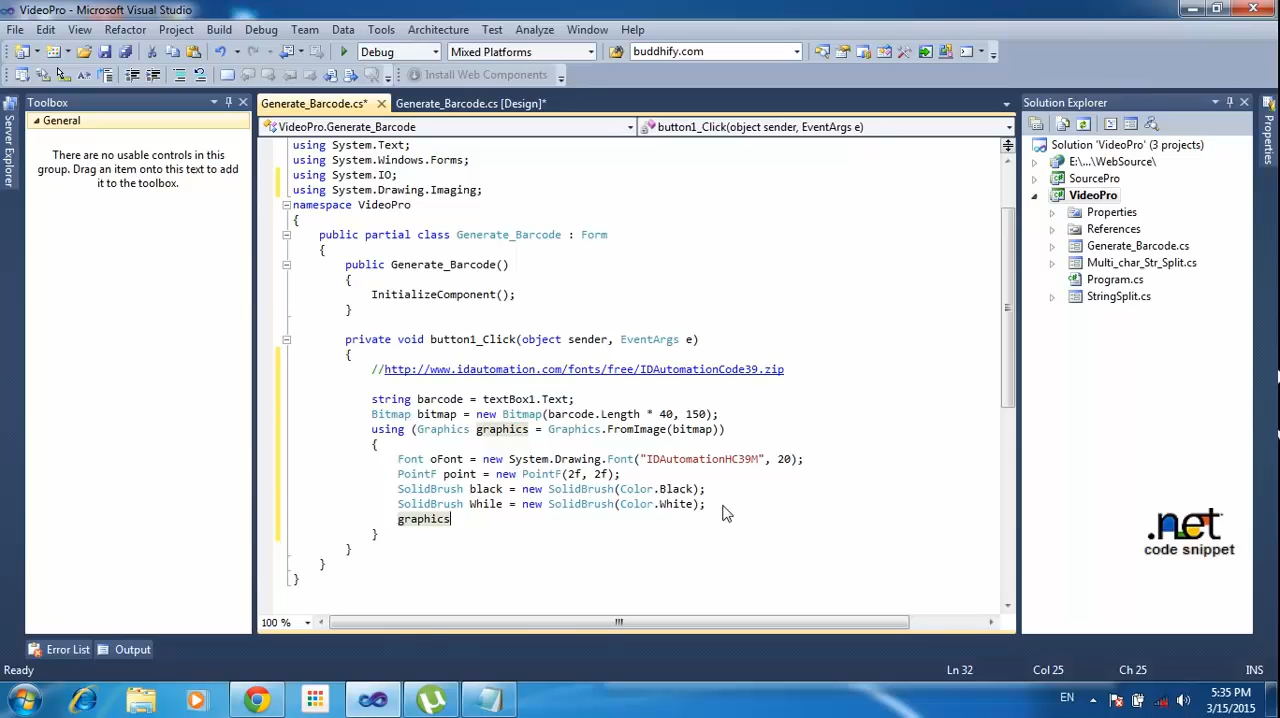 VideoPro - Microsoft Visual Studio
File Edit View Refactor Project Build Debug Team Data Tools Architecture Test Analyze Window Help
Debug Mixed Platforms buddhify.com
Install Web Components
Server Explorer
Toolbox
General
There are no usable controls in this
group. Drag an item onto this text to add
it to the toolbox.
Generate_Barcode.cs* Generate_Barcode.cs [Design]*
VideoPro.Generate_Barcode button1_Click(object sender, EventArgs e)
using System.Text;
using System.Windows.Forms;
using System.IO;
using System.Drawing.Imaging;
namespace VideoPro
{
public partial class Generate_Barcode : Form
{
public Generate_Barcode()
{
InitializeComponent();
}
private void button1_Click(object sender, EventArgs e)
{
//http://www.idautomation.com/fonts/free/IDAutomationCode39.zip
string barcode = textBox1.Text;
Bitmap bitmap = new Bitmap(barcode.Length * 40, 150);
using (Graphics graphics = Graphics.FromImage(bitmap))
{
Font oFont = new System.Drawing.Font("IDAutomationHC39M", 20);
PointF point = new PointF(2f, 2f);
SolidBrush black = new SolidBrush(Color.Black);
SolidBrush While = new SolidBrush(Color.White);
graphics
}
}
}
}
100 %
Solution Explorer
Solution 'VideoPro' (3 projects)
E:\...\WebSource\
SourcePro
VideoPro
Properties
References
Generate_Barcode.cs
Multi_char_Str_Split.cs
Program.cs
StringSplit.cs
Properties
.net
code snippet
Error List Output
Ready Ln 32 Col 25 Ch 25 INS
EN 5:35 PM
3/15/2015